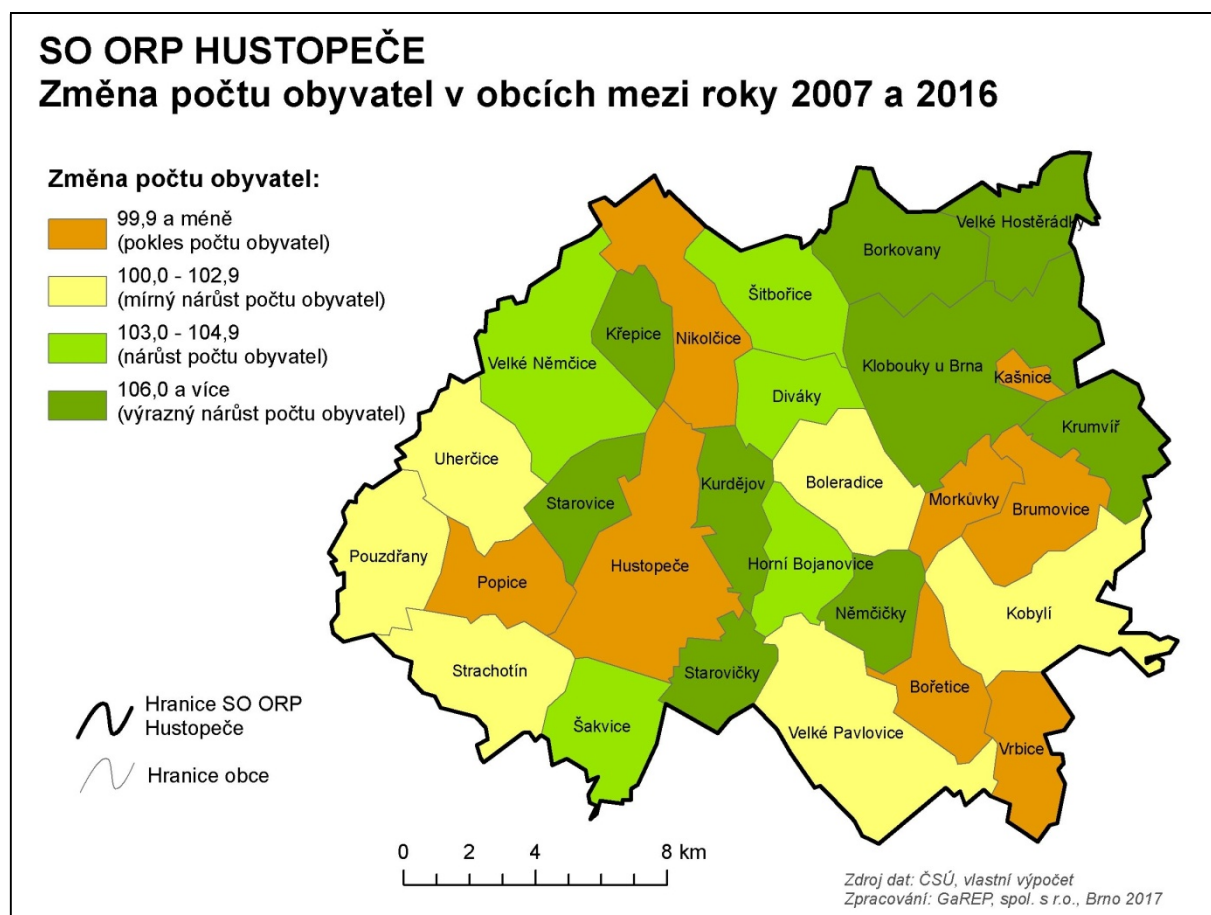 SO ORP HUSTOPEČE
Změna počtu obyvatel v obcích mezi roky 2007 a 2016
Změna počtu obyvatel:
99,9 a méně
(pokles počtu obyvatel)
100,0 - 102,9
(mírný nárůst počtu obyvatel)
103,0 - 104,9
(nárůst počtu obyvatel)
106,0 a více
(výrazný nárůst počtu obyvatel)
Velké Hostěrádky
Borkovany
Šitbořice
Křepice
Nikolčice
Velké Němčice
Klobouky u Brna
Kašnice
Diváky
Krumvíř
Uherčice
Kurdějov
Boleradice
Starovice
Morkůvky
Brumovice
Pouzdřany
Hustopeče
Horní Bojanovice
Popice
Němčičky
Kobylí
Strachotín
Starovičky
Bořetice
Šakvice
Velké Pavlovice
Vrbice
Hranice SO ORP
Hustopeče
Hranice obce
0 2 4 8 km
Zdroj dat: ČSÚ, vlastní výpočet
Zpracování: GaREP, spol. s r.o., Brno 2017